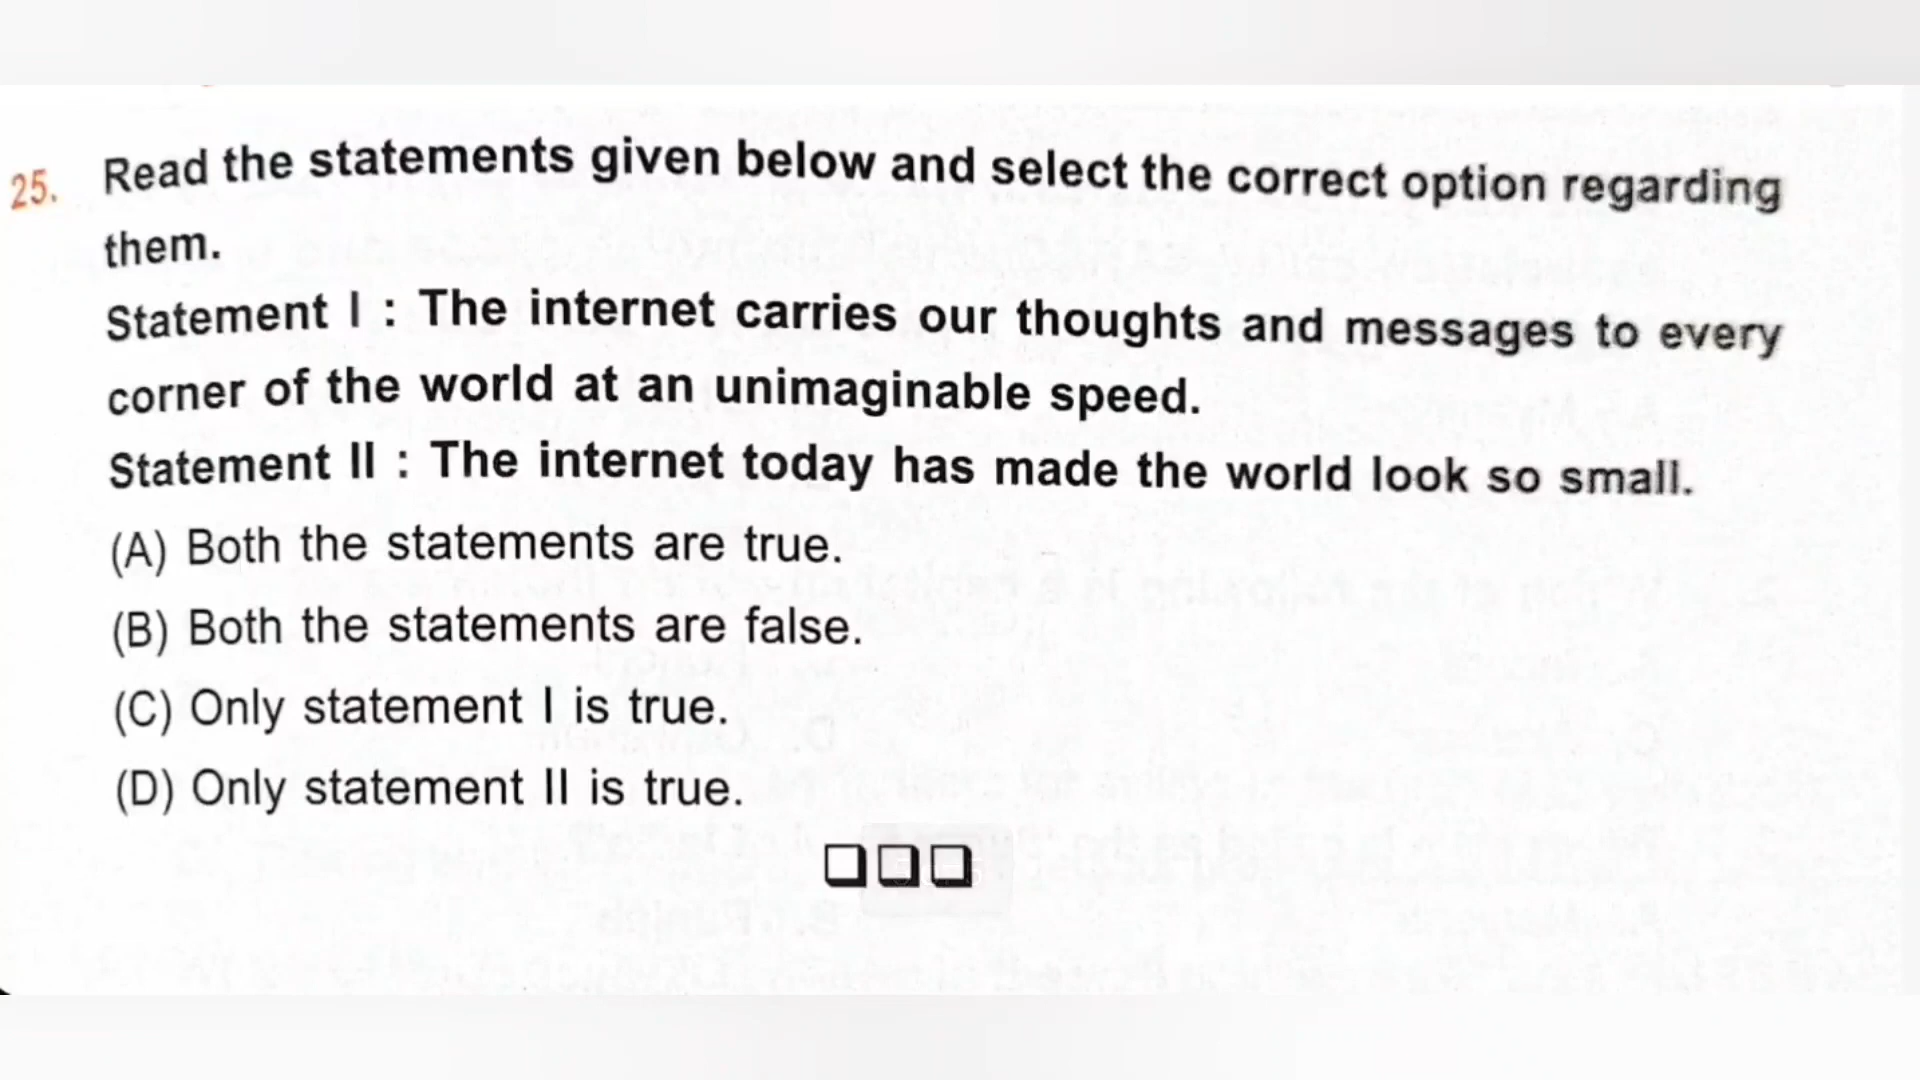 25. Read the statements given below and select the correct option regarding
them.
Statement I : The internet carries our thoughts and messages to every
corner of the world at an unimaginable speed.
Statement II : The internet today has made the world look so small.
(A) Both the statements are true.
(B) Both the statements are false.
(C) Only statement I is true.
(D) Only statement II is true.